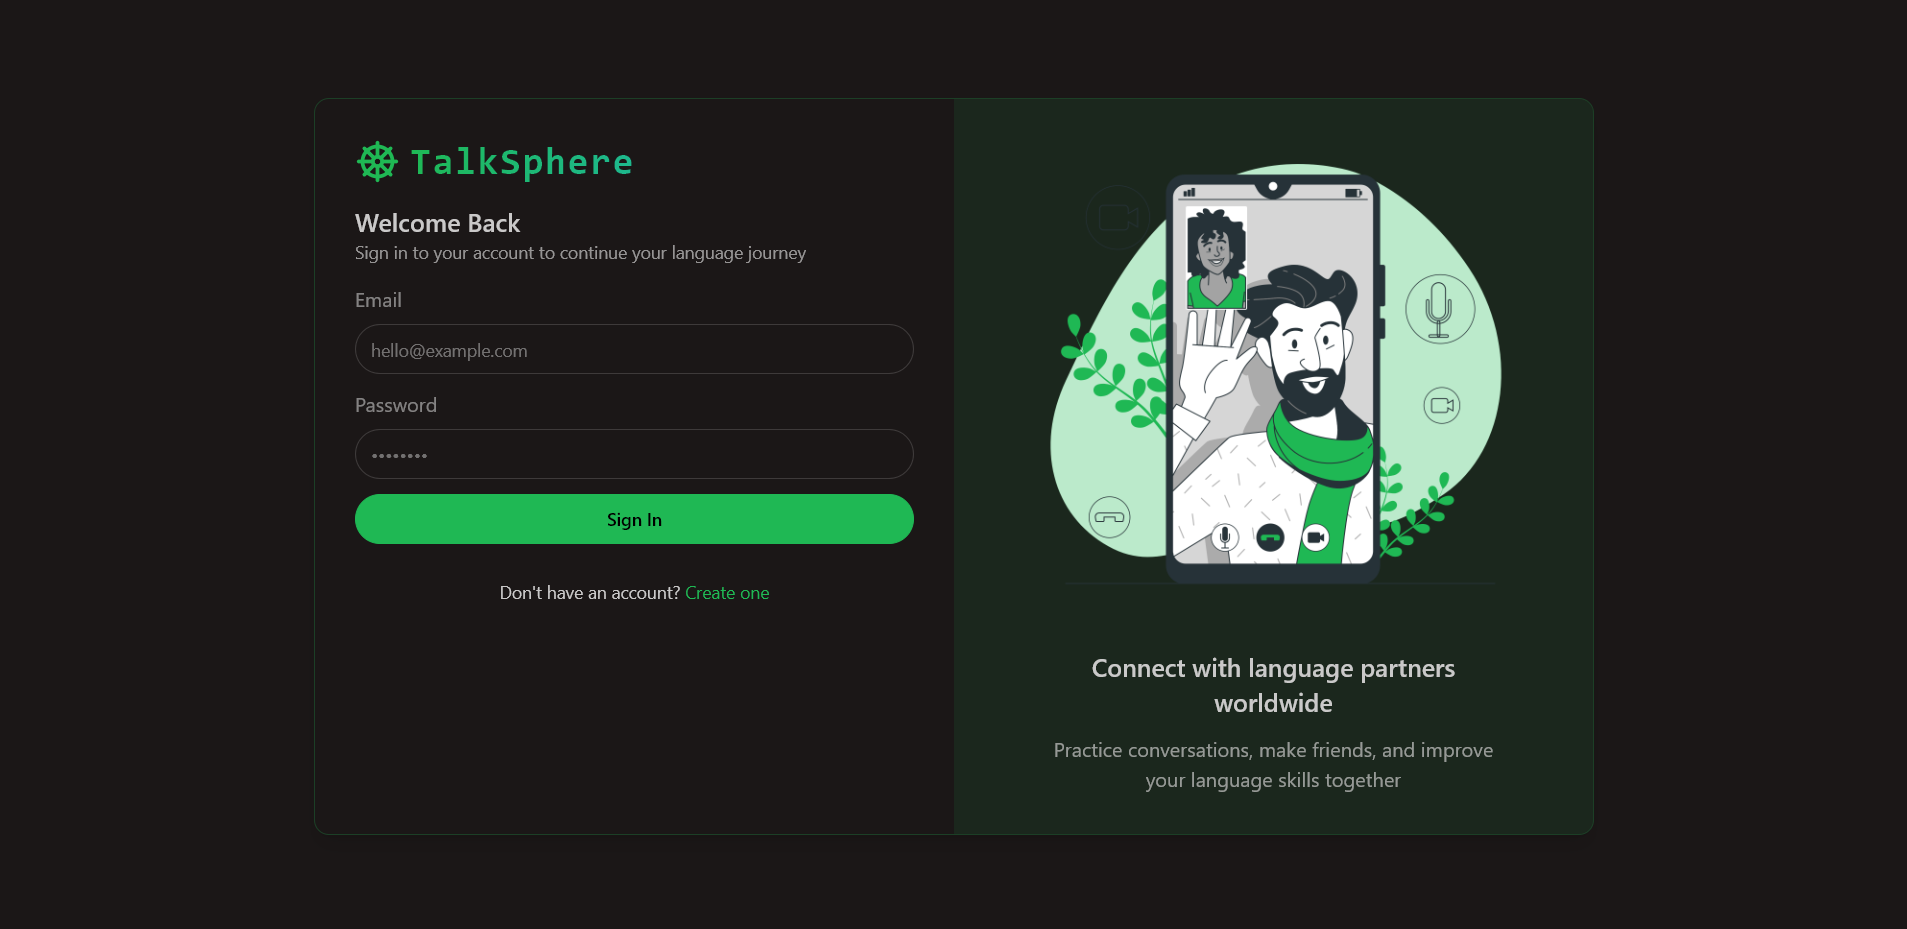 TalkSphere
Welcome Back
Sign in to your account to continue your language journey
Email
hello@example.com
Password
••••••••
Sign In
Don't have an account? Create one
Connect with language partners
worldwide
Practice conversations, make friends, and improve
your language skills together